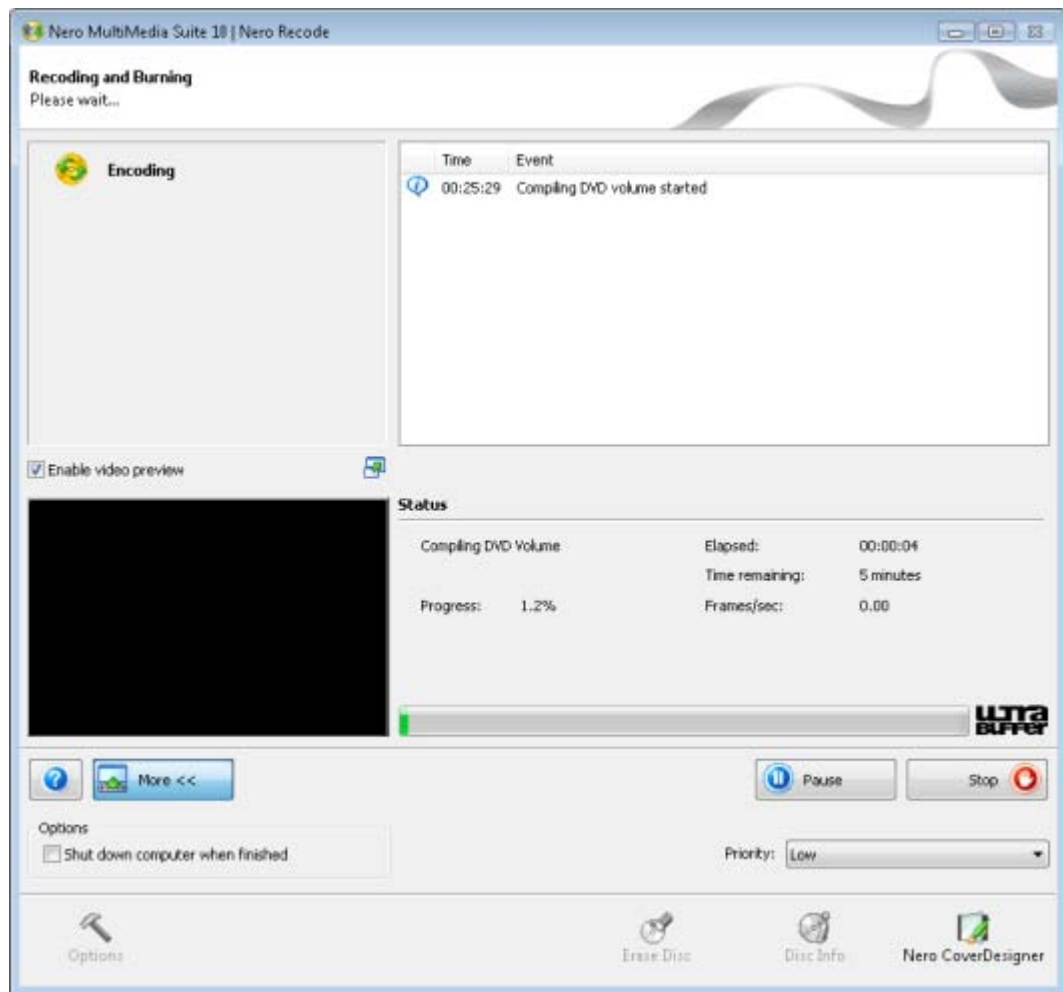 Nero MultiMedia Suite 10 | Nero Recode
Recoding and Burning
Please wait...
Encoding
Time Event
00:25:29 Compiling DVD volume started
Enable video preview
Status
Compiling DVD Volume
Elapsed: 00:00:04
Time remaining: 5 minutes
Progress: 1.2%
Frames/sec: 0.00
ULTRA
BUFFER
More <<
Pause
Stop
Options
Shut down computer when finished
Priority: Low
Options
Erase Disc
Disc Info
Nero CoverDesigner